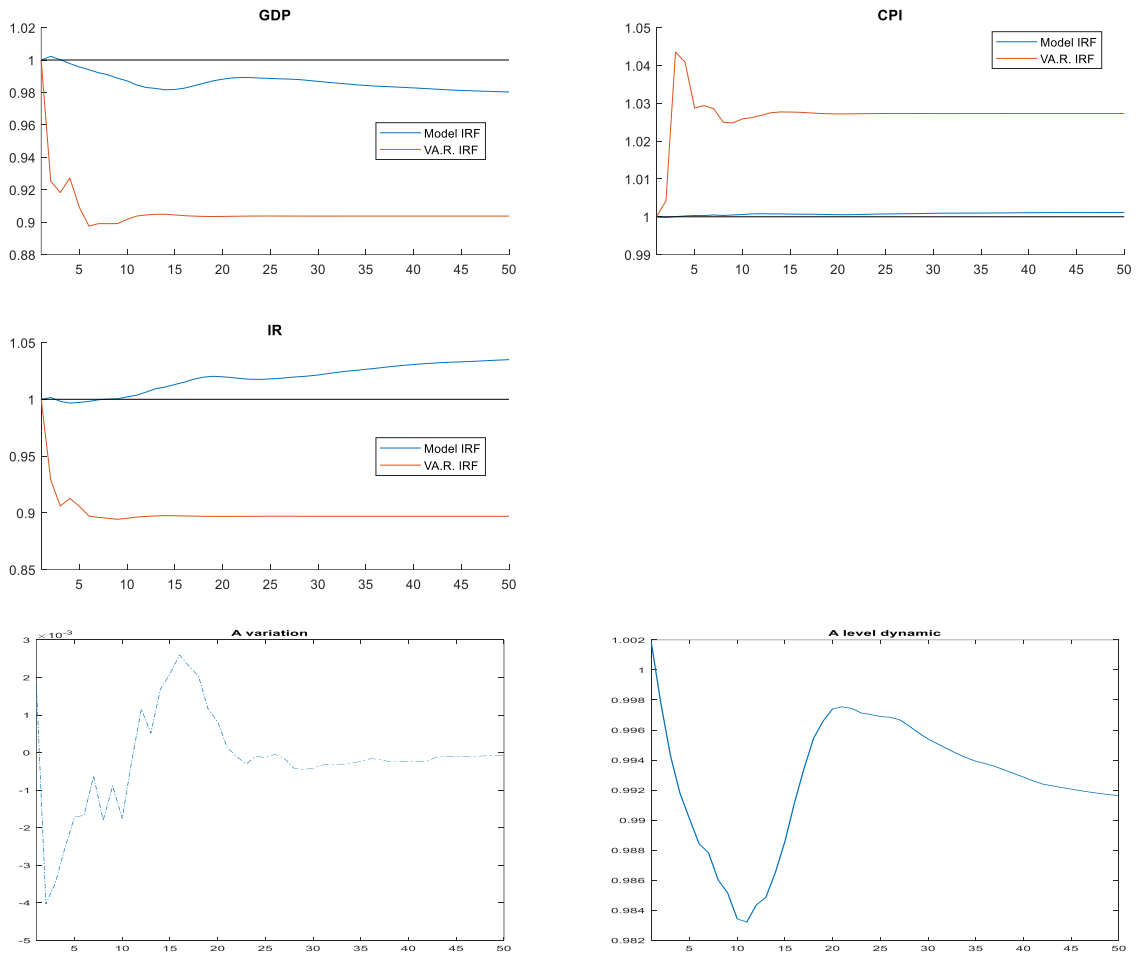 GDP
1.02
1
0.98
0.96
0.94
0.92
0.9
0.88
Model IRF
VA.R. IRF
5 10 15 20 25 30 35 40 45 50
CPI
1.05
1.04
1.03
1.02
1.01
1
0.99
Model IRF
VA.R. IRF
5 10 15 20 25 30 35 40 45 50
IR
1.05
1
0.95
0.9
0.85
Model IRF
VA.R. IRF
5 10 15 20 25 30 35 40 45 50
A variation
×10-3
3
2
1
0
-1
-2
-3
-4
-5
5 10 15 20 25 30 35 40 45 50
A level dynamic
1.002
1
0.998
0.996
0.994
0.992
0.99
0.988
0.986
0.984
0.982
5 10 15 20 25 30 35 40 45 50